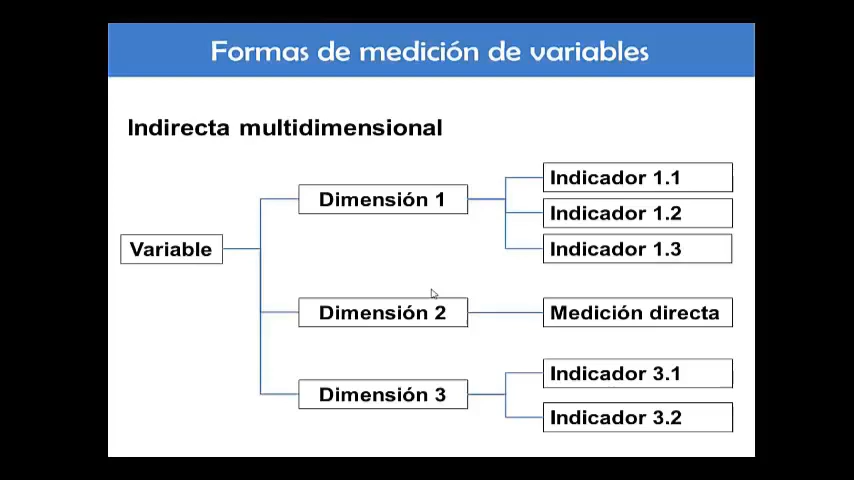 Formas de medición de variables
Indirecta multidimensional
Variable
Dimensión 1
Indicador 1.1
Indicador 1.2
Indicador 1.3
Dimensión 2
Medición directa
Dimensión 3
Indicador 3.1
Indicador 3.2